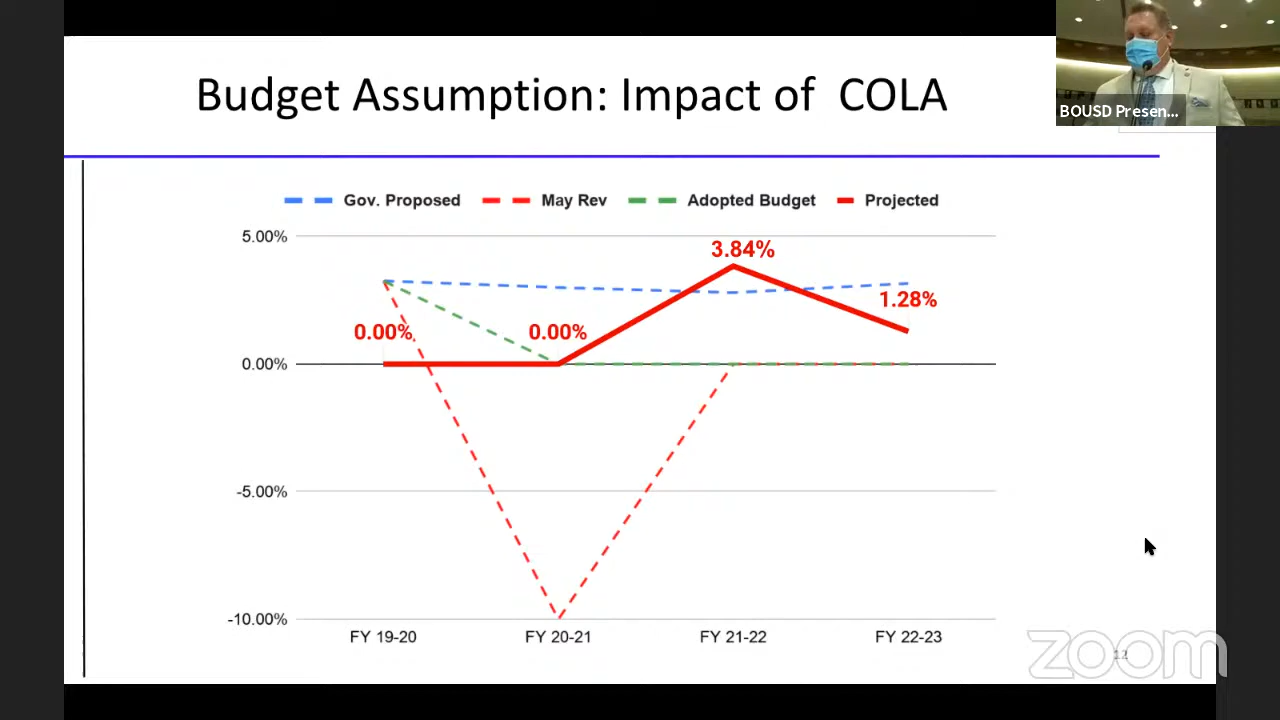 Budget Assumption: Impact of COLA
BOUSD Presen...
Gov. Proposed May Rev Adopted Budget Projected
5.00%
3.84%
1.28%
0.00% 0.00%
0.00%
-5.00%
-10.00%
FY 19-20 FY 20-21 FY 21-22 FY 22-23
zoom
12